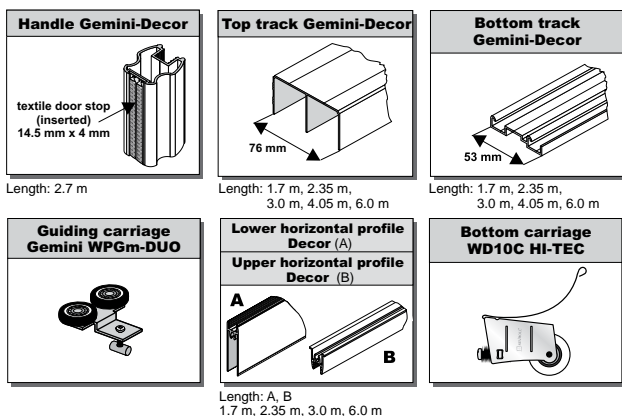 Handle Gemini-Decor
textile door stop
(inserted)
14.5 mm x 4 mm
Length: 2.7 m
Top track Gemini-Decor
76 mm
Length: 1.7 m, 2.35 m,
3.0 m, 4.05 m, 6.0 m
Bottom track
Gemini-Decor
53 mm
Length: 1.7 m, 2.35 m,
3.0 m, 4.05 m, 6.0 m
Guiding carriage
Gemini WPGm-DUO
Lower horizontal profile
Decor (A)
Upper horizontal profile
Decor (B)
A
B
Length: A, B
1.7 m, 2.35 m, 3.0 m, 6.0 m
Bottom carriage
WD10C HI-TEC